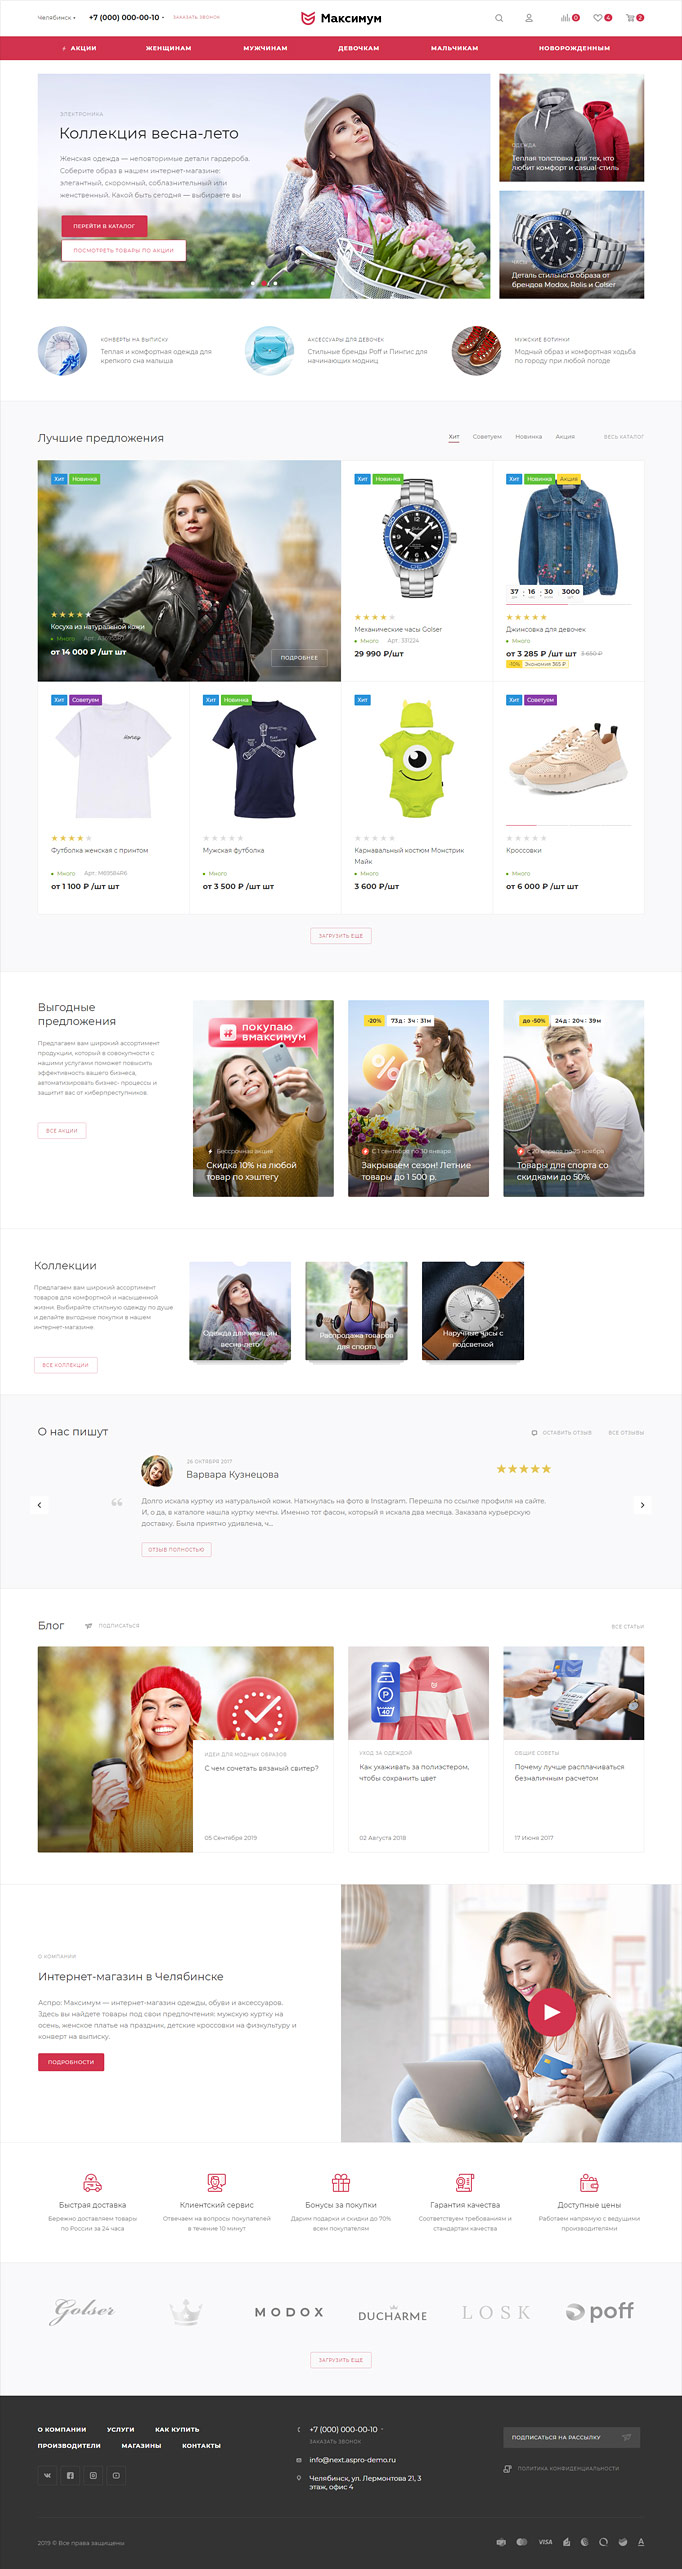 Челябинск
+7 (000) 000-00-10
ЗАКАЗАТЬ ЗВОНОК
Максимум
0
4
2
АКЦИИ
ЖЕНЩИНАМ
МУЖЧИНАМ
ДЕВОЧКАМ
МАЛЬЧИКАМ
НОВОРОЖДЕННЫМ
ЭЛЕКТРОНИКА
Коллекция весна-лето
Женская одежда — неповторимые детали гардероба.
Соберите образ в нашем интернет-магазине:
элегантный, скоромный, соблазнительный или
женственный. Какой быть сегодня — выбираете вы
ПЕРЕЙТИ В КАТАЛОГ
ПОСМОТРЕТЬ ТОВАРЫ ПО АКЦИИ
ОДЕЖДА
Теплая толстовка для тех, кто
любит комфорт и casual-стиль
ЧАСЫ
Деталь стильного образа от
брендов Modox, Rolis и Colser
КОНВЕРТЫ НА ВЫПИСКУ
Теплая и комфортная одежда для
крепкого сна малыша
АКСЕССУАРЫ ДЛЯ ДЕВОЧЕК
Стильные бренды Poff и Пингис для
начинающих модниц
МУЖСКИЕ БОТИНКИ
Модный образ и комфортная ходьба
по городу при любой погоде
Лучшие предложения
Хит
Советуем
Новинка
Акция
ВЕСЬ КАТАЛОГ
Хит
Новинка
Косуха из натуральной кожи
Много
от 14 000 ₽ /шт шт
ПОДРОБНЕЕ
Хит
Новинка
Механические часы Golser
Много
Арт.: 331224
29 990 ₽/шт
Хит
Новинка
Акция
37 : 16 : 30
3000
Джинсовка для девочек
Много
от 3 285 ₽ /шт шт
3 650 ₽
-10%
Экономия 365 ₽
Хит
Советуем
Honey
Футболка женская с принтом
Много
Арт.: M69584R6
от 1 100 ₽ /шт шт
Хит
Новинка
Мужская футболка
Много
от 3 500 ₽ /шт шт
Хит
Карнавальный костюм Монстрик
Майк
Много
3 600 ₽/шт
Хит
Советуем
Кроссовки
Много
от 6 000 ₽ /шт шт
ЗАГРУЗИТЬ ЕЩЕ
Выгодные
предложения
Предлагаем вам широкий ассортимент
продукции, который в совокупности с
нашими услугами поможет повысить
эффективность вашего бизнеса,
автоматизировать бизнес- процессы и
защитит вас от киберпреступников.
ВСЕ АКЦИИ
# покупаю
вмаксимум
Бессрочная акция
Скидка 10% на любой
товар по хэштегу
-20%
73д : 3ч : 31м
%
С 1 сентября по 30 января
Закрываем сезон! Летние
товары до 1 500 р.
до -50%
24д : 20ч : 39м
С 20 апреля по 25 ноября
Товары для спорта со
скидками до 50%
Коллекции
Предлагаем вам широкий ассортимент
товаров для комфортной и насыщенной
жизни. Выбирайте стильную одежду по душе
и делайте выгодные покупки в нашем
интернет-магазине
ВСЕ КОЛЛЕКЦИИ
Одежда для женщин
весна-лето
Распродажа товаров
для спорта
Наручные часы с
подсветкой
О нас пишут
ОСТАВИТЬ ОТЗЫВ
ВСЕ ОТЗЫВЫ
26 ОКТЯБРЯ 2017
Варвара Кузнецова
Долго искала куртку из натуральной кожи. Наткнулась на фото в Instagram. Перешла по ссылке профиля на сайте.
И, о да, в каталоге нашла куртку мечты. Именно тот фасон, который я искала два месяца. Заказала курьерскую
доставку. Была приятно удивлена, ч...
ОТЗЫВ ПОЛНОСТЬЮ
Блог
ПОДПИСАТЬСЯ
ВСЕ СТАТЬИ
ИДЕИ ДЛЯ МОДНЫХ ОБРАЗОВ
С чем сочетать вязаный свитер?
05 Сентября 2019
P
40
УХОД ЗА ОДЕЖДОЙ
Как ухаживать за полиэстером,
чтобы сохранить цвет
02 Августа 2018
ОБЩИЕ СОВЕТЫ
Почему лучше расплачиваться
безналичным расчетом
17 Июня 2017
О КОМПАНИИ
Интернет-магазин в Челябинске
Аспро: Максимум — интернет-магазин одежды, обуви и аксессуаров.
Здесь вы найдете товары под свои предпочтения: мужскую куртку на
осень, женское платье на праздник, детские кроссовки на физкультуру и
конверт на выписку.
ПОДРОБНОСТИ
Быстрая доставка
Бережно доставляем товары
по России за 24 часа
Клиентский сервис
Отвечаем на вопросы покупателей
в течение 10 минут
Бонусы за покупки
Дарим подарки и скидки до 70%
всем покупателям
Гарантия качества
Соответствуем требованиям и
стандартам качества
Доступные цены
Работаем напрямую с ведущими
производителями
Golser
MODOX
DUCHARME
LOSK
poff
ЗАГРУЗИТЬ ЕЩЕ
О КОМПАНИИ
УСЛУГИ
КАК КУПИТЬ
ПРОИЗВОДИТЕЛИ
МАГАЗИНЫ
КОНТАКТЫ
+7 (000) 000-00-10
ЗАКАЗАТЬ ЗВОНОК
info@next.aspro-demo.ru
Челябинск, ул. Лермонтова 21, 3
этаж, офис 4
ПОДПИСАТЬСЯ НА РАССЫЛКУ
ПОЛИТИКА КОНФИДЕНЦИАЛЬНОСТИ
2019 © Все права защищены
VISA